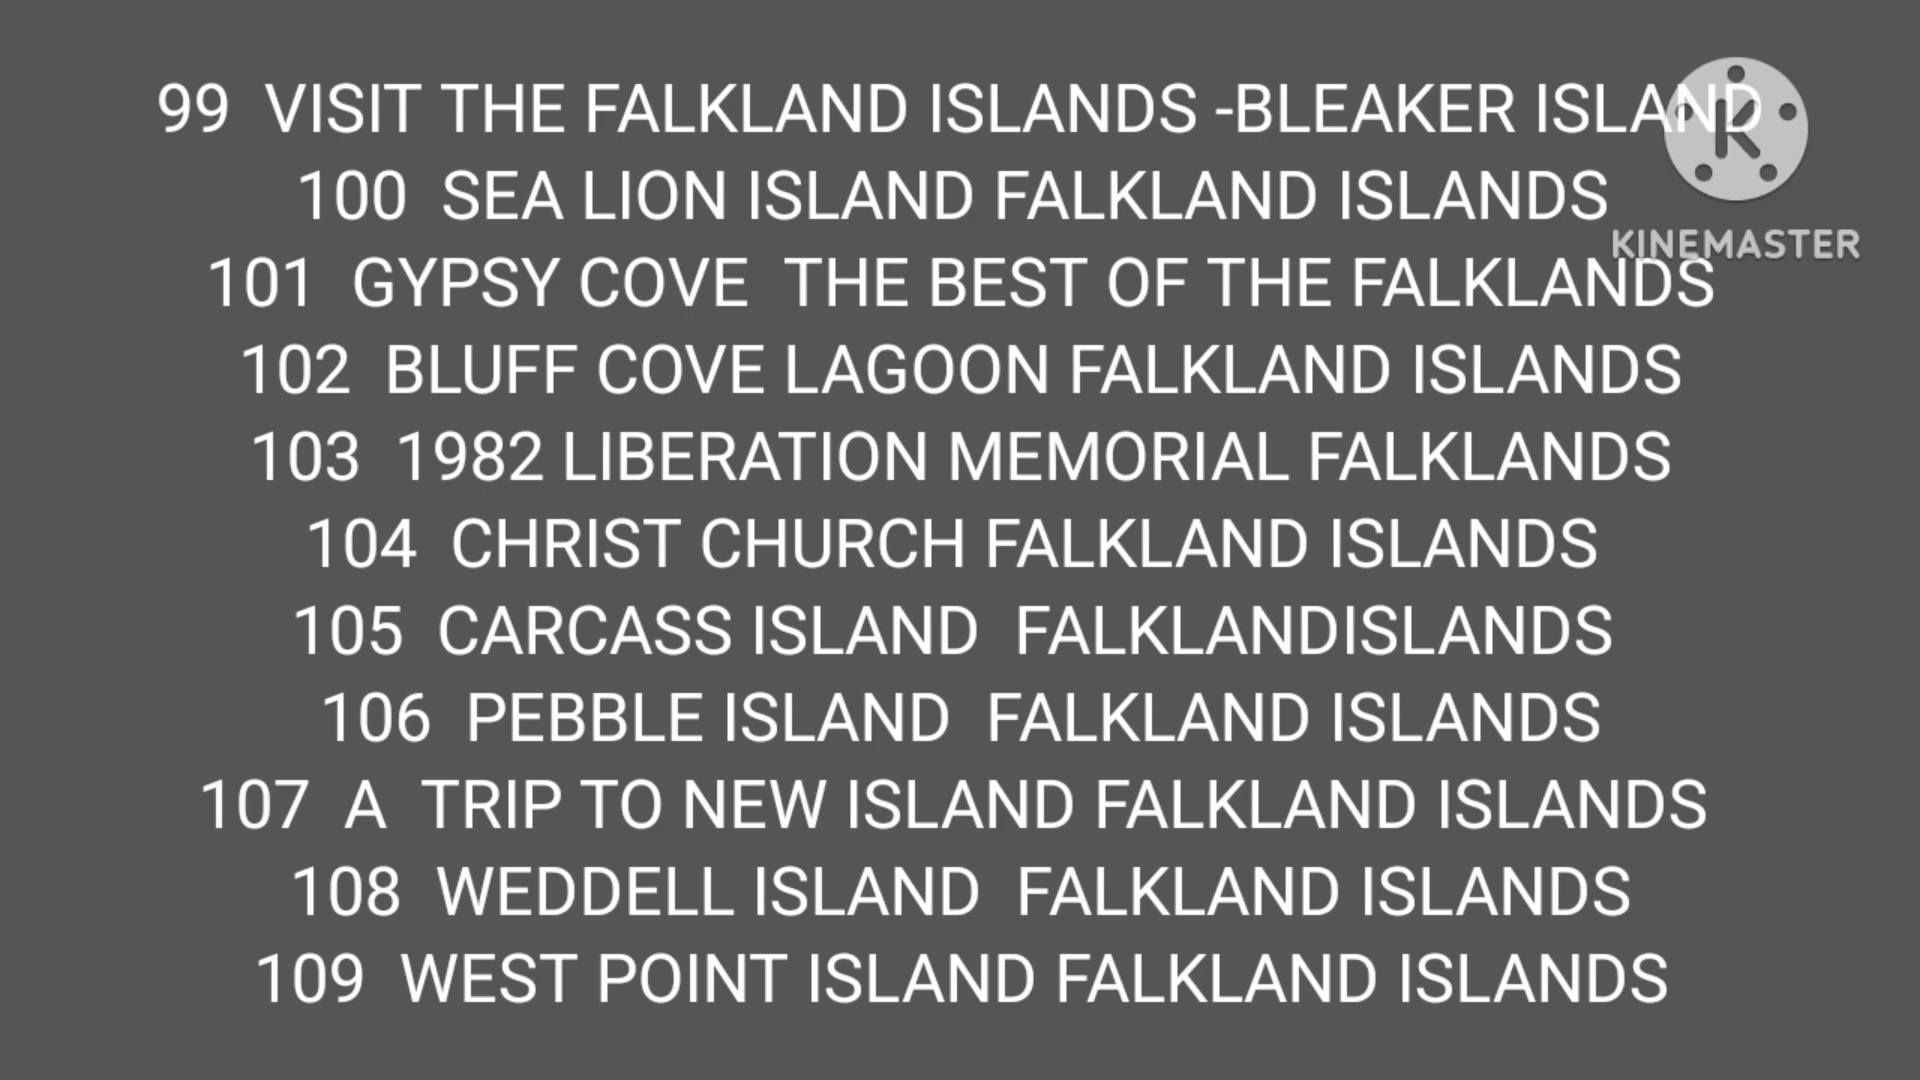 99  VISIT THE FALKLAND ISLANDS -BLEAKER ISLAND
100  SEA LION ISLAND FALKLAND ISLANDS
KINEMASTER
101  GYPSY COVE  THE BEST OF THE FALKLANDS
102  BLUFF COVE LAGOON FALKLAND ISLANDS
103  1982 LIBERATION MEMORIAL FALKLANDS
104  CHRIST CHURCH FALKLAND ISLANDS
105  CARCASS ISLAND  FALKLANDISLANDS
106  PEBBLE ISLAND  FALKLAND ISLANDS
107  A  TRIP TO NEW ISLAND FALKLAND ISLANDS
108  WEDDELL ISLAND  FALKLAND ISLANDS
109  WEST POINT ISLAND FALKLAND ISLANDS